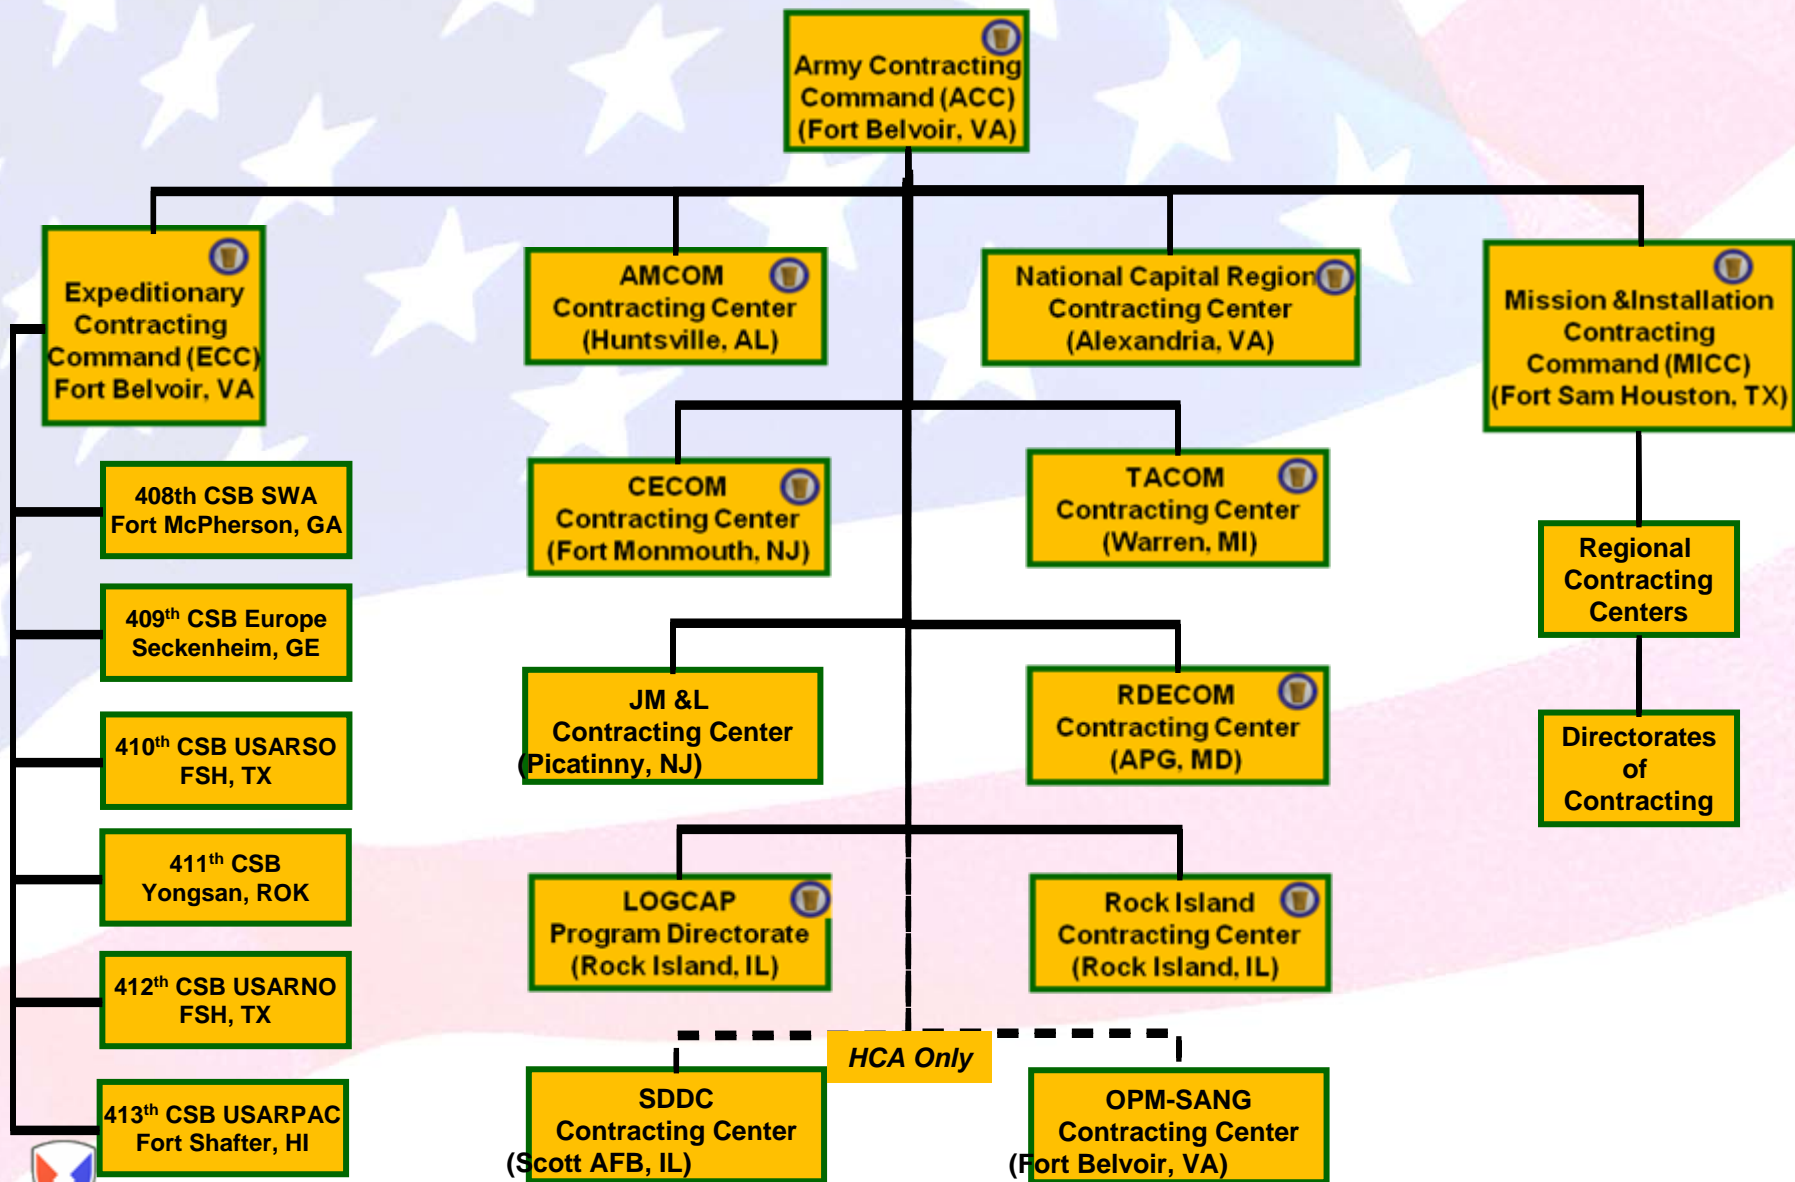 Army Contracting
Command (ACC)
(Fort Belvoir, VA)
Expeditionary
Contracting
Command (ECC)
Fort Belvoir, VA
AMCOM
Contracting Center
(Huntsville, AL)
National Capital Region
Contracting Center
(Alexandria, VA)
Mission &Installation
Contracting
Command (MICC)
(Fort Sam Houston, TX)
408th CSB SWA
Fort McPherson, GA
409th CSB Europe
Seckenheim, GE
410th CSB USARSO
FSH, TX
411th CSB
Yongsan, ROK
412th CSB USARNO
FSH, TX
413th CSB USARPAC
Fort Shafter, HI
CECOM
Contracting Center
(Fort Monmouth, NJ)
TACOM
Contracting Center
(Warren, MI)
JM &L
Contracting Center
(Picatinny, NJ)
RDECOM
Contracting Center
(APG, MD)
LOGCAP
Program Directorate
(Rock Island, IL)
Rock Island
Contracting Center
(Rock Island, IL)
HCA Only
SDDC
Contracting Center
(Scott AFB, IL)
OPM-SANG
Contracting Center
(Fort Belvoir, VA)
Regional
Contracting
Centers
Directorates
of
Contracting